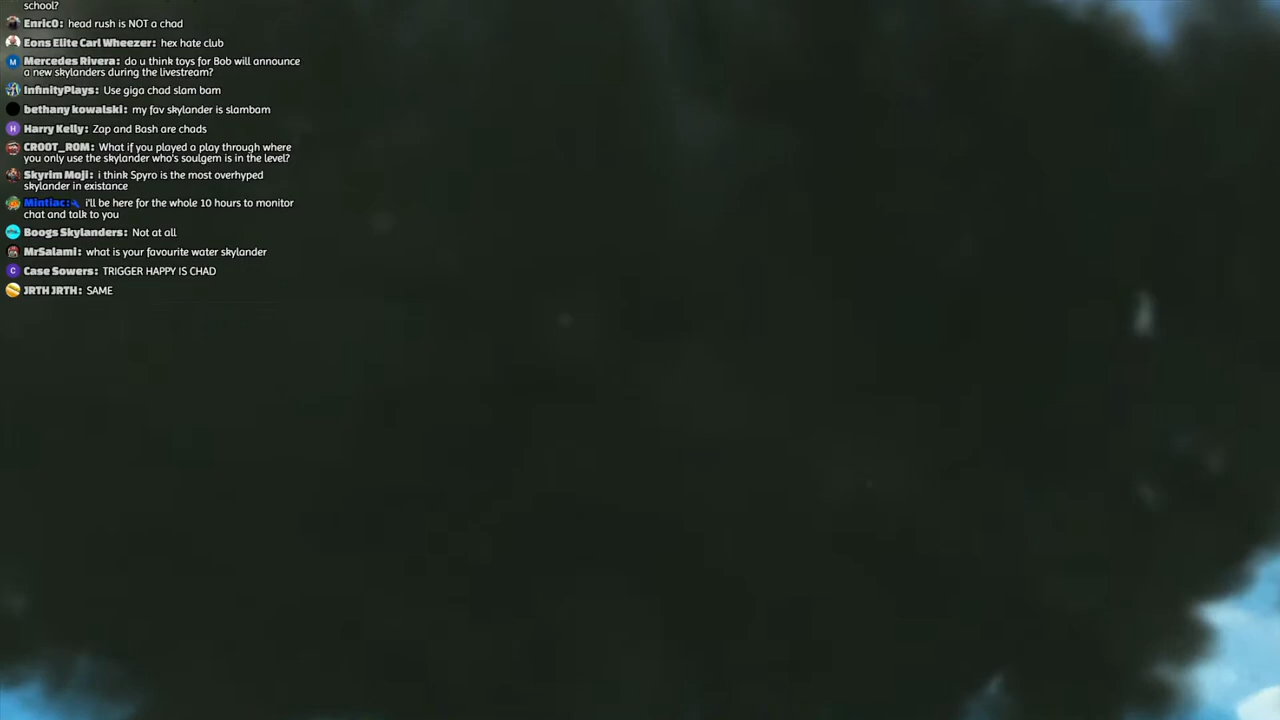 school?
EnricO: head rush is NOT a chad
Eons Elite Carl Wheezer: hex hate club
M Mercedes Rivera: do u think toys for Bob will announce
a new skylanders during the livestream?
InfinityPlays: Use giga chad slam bam
bethany kowalski: my fav skylander is slambam
H Harry Kelly: Zap and Bash are chads
CROOT_ROM: What if you played a play through where
you only use the skylander who's soulgem is in the level?
Skyrim Moji: i think Spyro is the most overhyped
skylander in existance
Mintiac: i'll be here for the whole 10 hours to monitor
chat and talk to you
Boogs Skylanders: Not at all
MrSalami: what is your favourite water skylander
C Case Sowers: TRIGGER HAPPY IS CHAD
JRTH JRTH: SAME